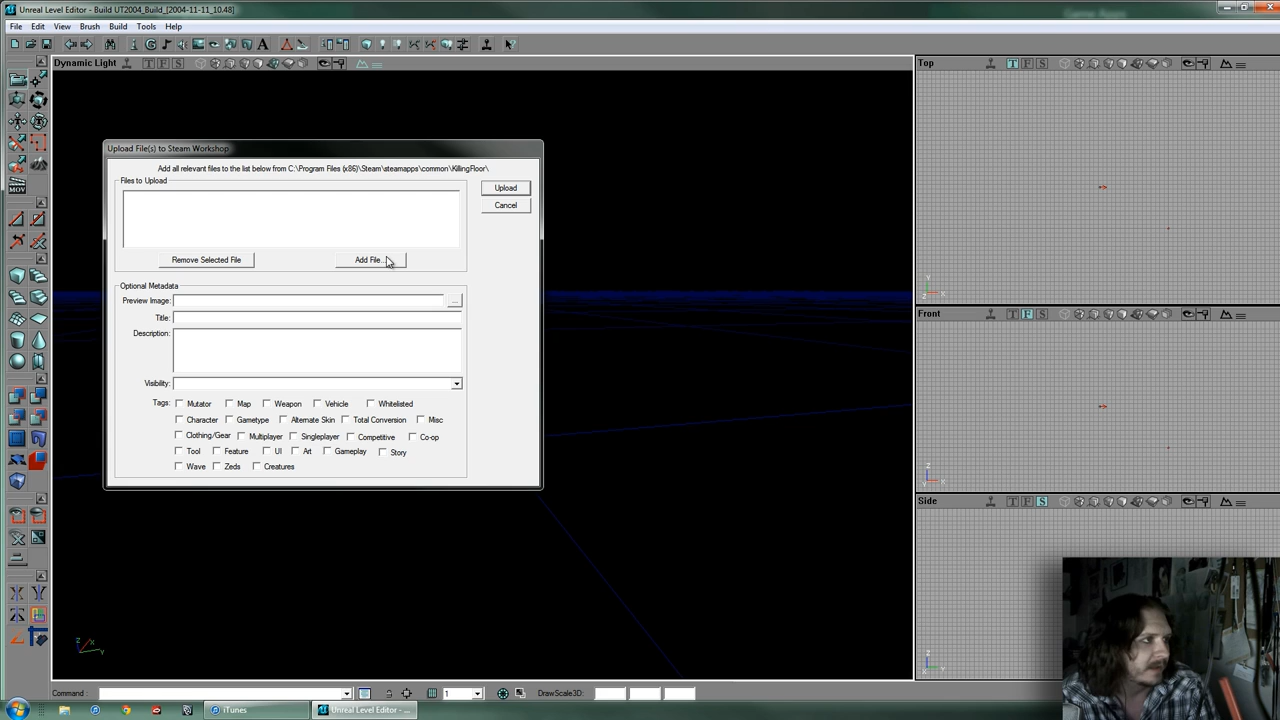 Unreal Level Editor - Build UT2004_Build_[2004-11-11_10.48]
File Edit View Brush Build Tools Help
Dynamic Light
T F S
Top
T F S
Upload File(s) to Steam Workshop
Add all relevant files to the list below from C:\Program Files (x86)\Steam\steamapps\common\KillingFloor\
Files to Upload
Upload
Cancel
Remove Selected File
Add File...
Optional Metadata
Preview Image:
...
Title:
Description:
Visibility:
Tags:
Mutator Map Weapon Vehicle Whitelisted
Character Gametype Alternate Skin Total Conversion Misc
Clothing/Gear Multiplayer Singleplayer Competitive Co-op
Tool Feature UI Art Gameplay Story
Wave Zeds Creatures
MOV
Front
T F S
Side
T F S
Z X Y
Y Z X
Z Y X
Z X
Command :
1
DrawScale3D:
iTunes
Unreal Level Editor - ...